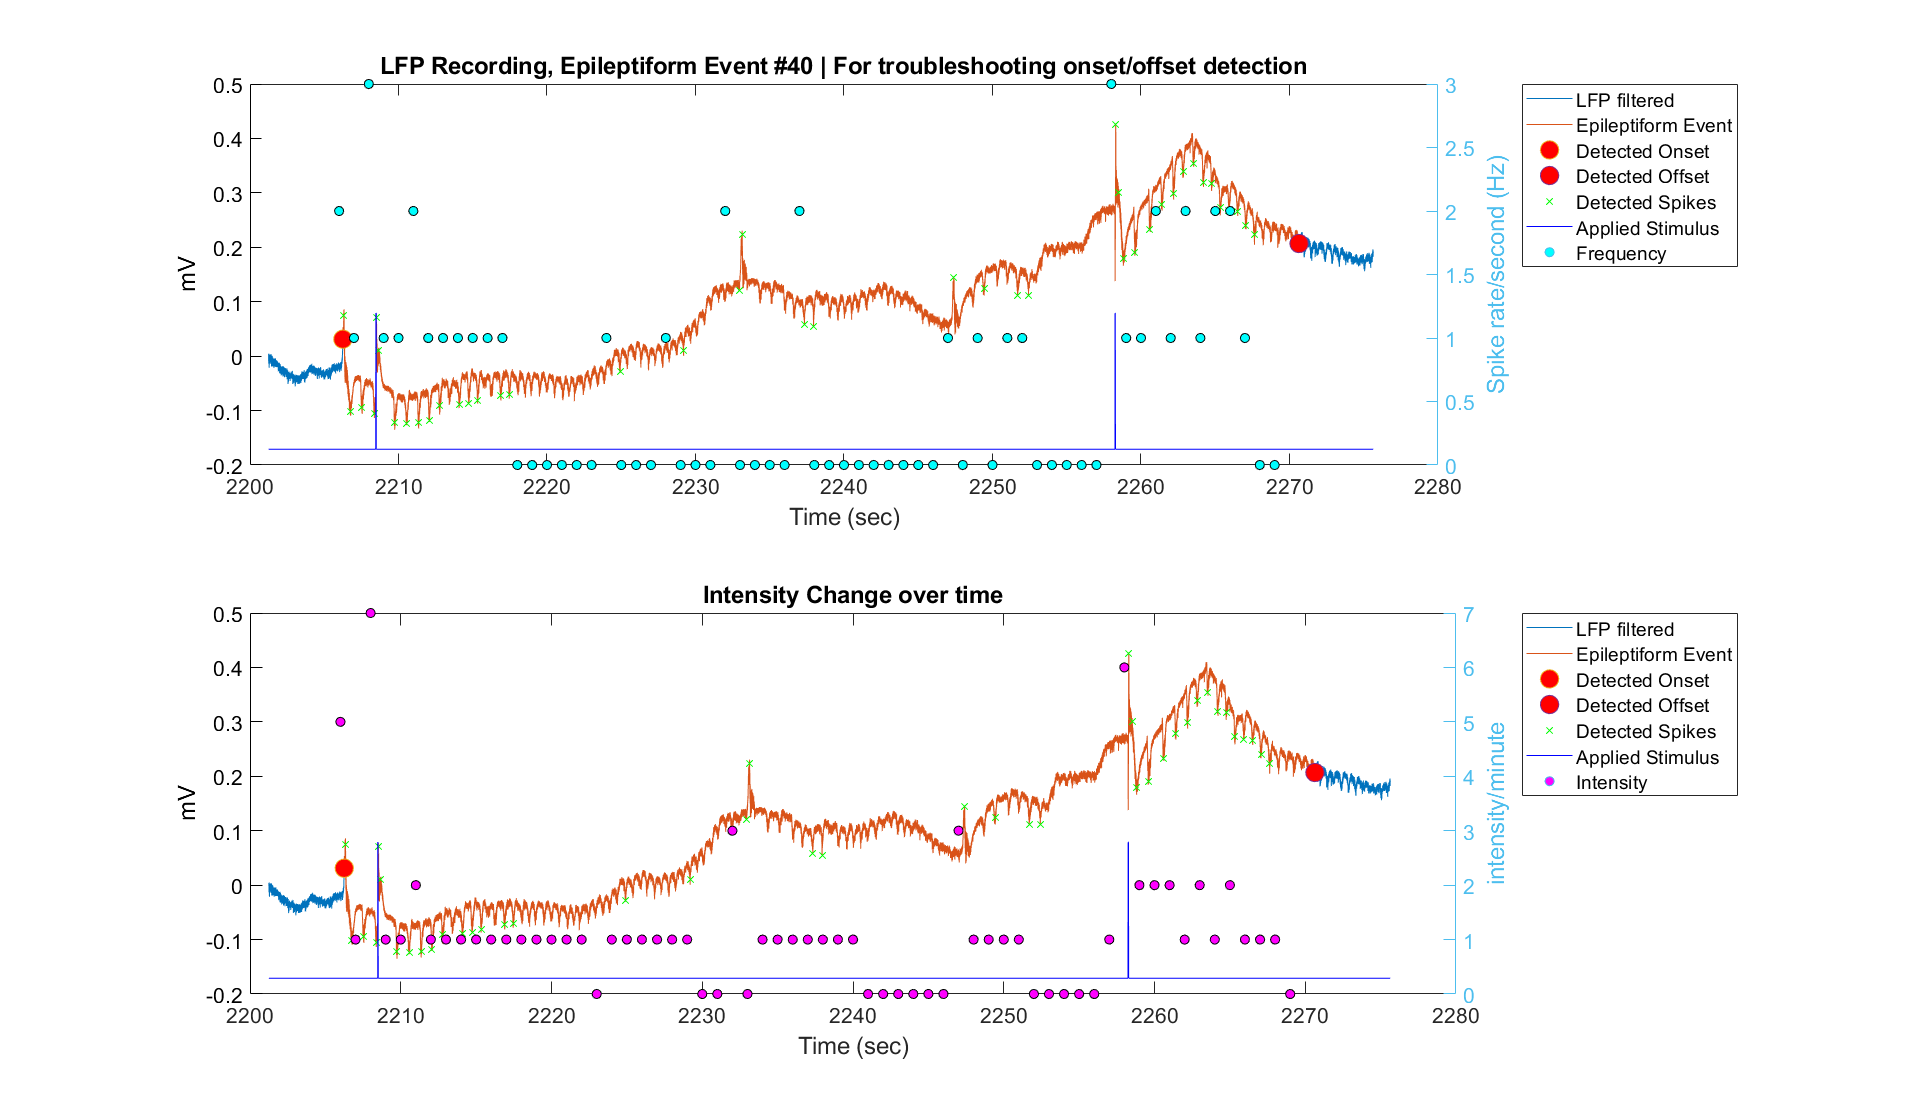 LFP Recording, Epileptiform Event #40 | For troubleshooting onset/offset detection
0.5
0.4
0.3
0.2
0.1
0
-0.1
-0.2
mV
2200 2210 2220 2230 2240 2250 2260 2270 2280
Time (sec)
3
2.5
2
1.5
1
0.5
0
Spike rate/second (Hz)
LFP filtered
Epileptiform Event
Detected Onset
Detected Offset
Detected Spikes
Applied Stimulus
Frequency
Intensity Change over time
0.5
0.4
0.3
0.2
0.1
0
-0.1
-0.2
mV
2200 2210 2220 2230 2240 2250 2260 2270 2280
Time (sec)
7
6
5
4
3
2
1
0
intensity/minute
LFP filtered
Epileptiform Event
Detected Onset
Detected Offset
Detected Spikes
Applied Stimulus
Intensity